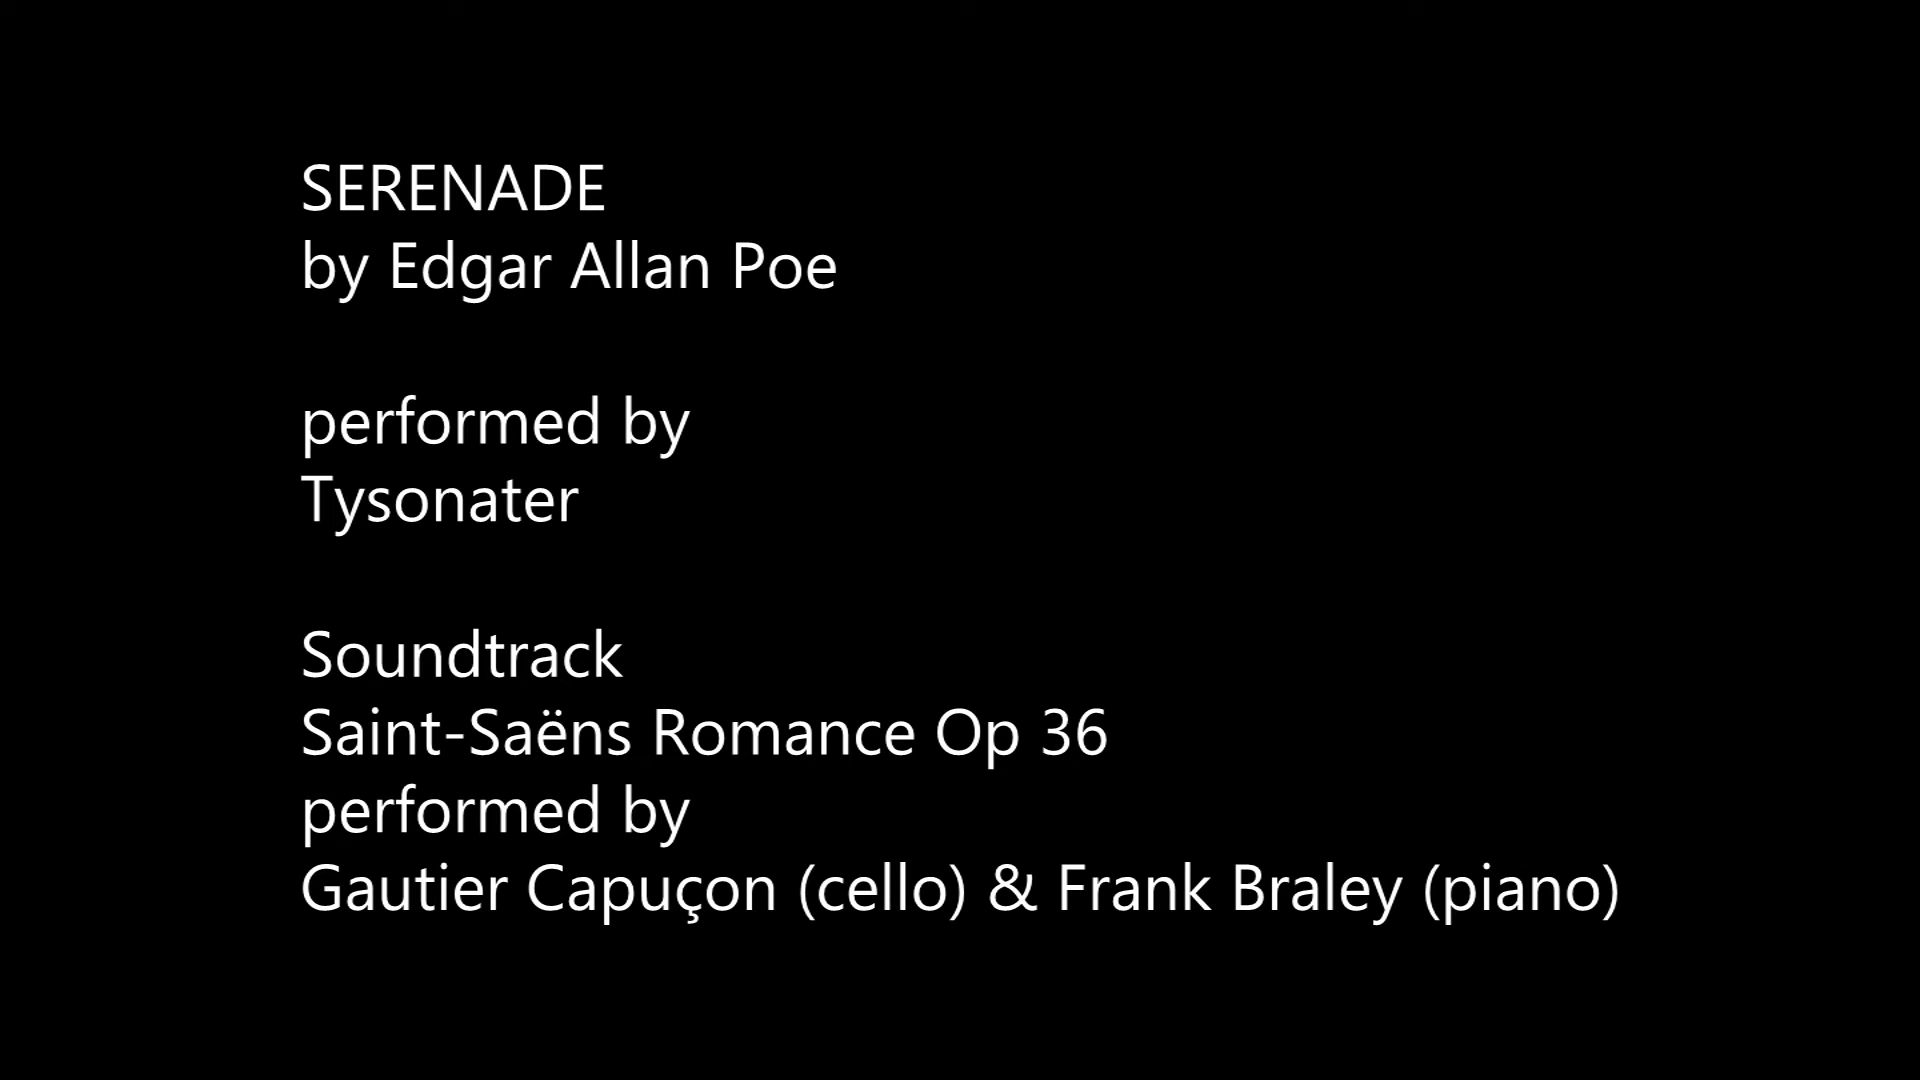 SERENADE
by Edgar Allan Poe
performed by
Tysonater
Soundtrack
Saint-Saëns Romance Op 36
performed by
Gautier Capuçon (cello) & Frank Braley (piano)